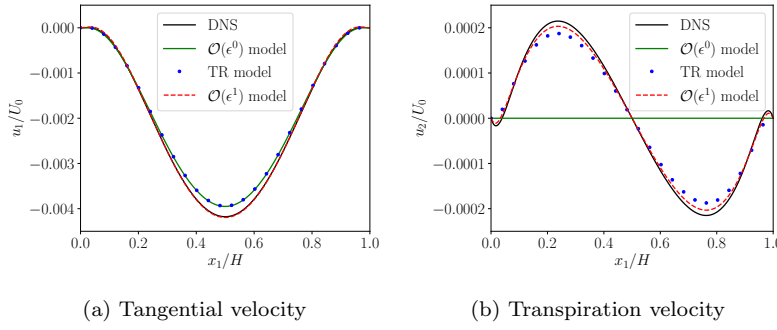 0.000
−0.001
−0.002
−0.003
−0.004
u₁/U₀
DNS
𝒪(ϵ⁰) model
TR model
𝒪(ϵ¹) model
0.0 0.2 0.4 0.6 0.8 1.0
x₁/H
(a) Tangential velocity
0.0002
0.0001
0.0000
−0.0001
−0.0002
u₂/U₀
DNS
𝒪(ϵ⁰) model
TR model
𝒪(ϵ¹) model
0.0 0.2 0.4 0.6 0.8 1.0
x₁/H
(b) Transpiration velocity